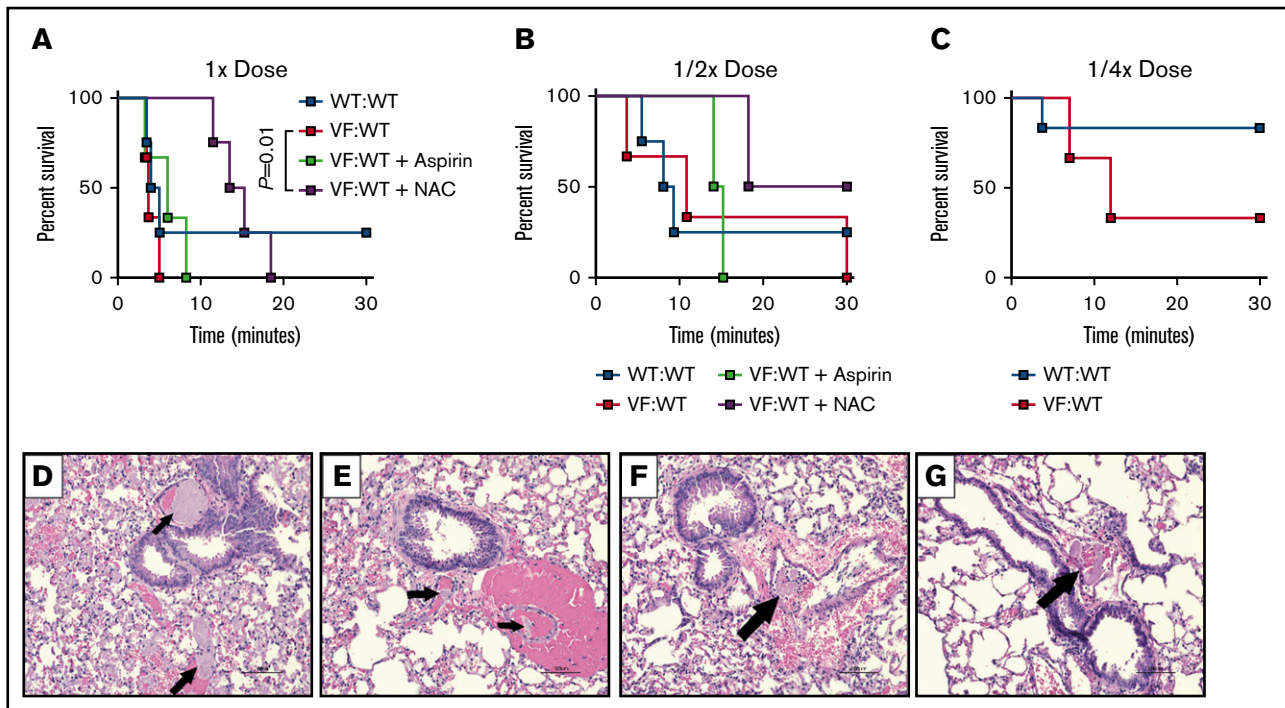 A
1x Dose
Percent survival
100
50
0
0 10 20 30
Time (minutes)
WT:WT
VF:WT
VF:WT + Aspirin
VF:WT + NAC
P=0.01
B
1/2x Dose
Percent survival
100
50
0
0 10 20 30
Time (minutes)
WT:WT VF:WT + Aspirin
VF:WT VF:WT + NAC
C
1/4x Dose
Percent survival
100
50
0
0 10 20 30
Time (minutes)
WT:WT
VF:WT
D
E
F
G